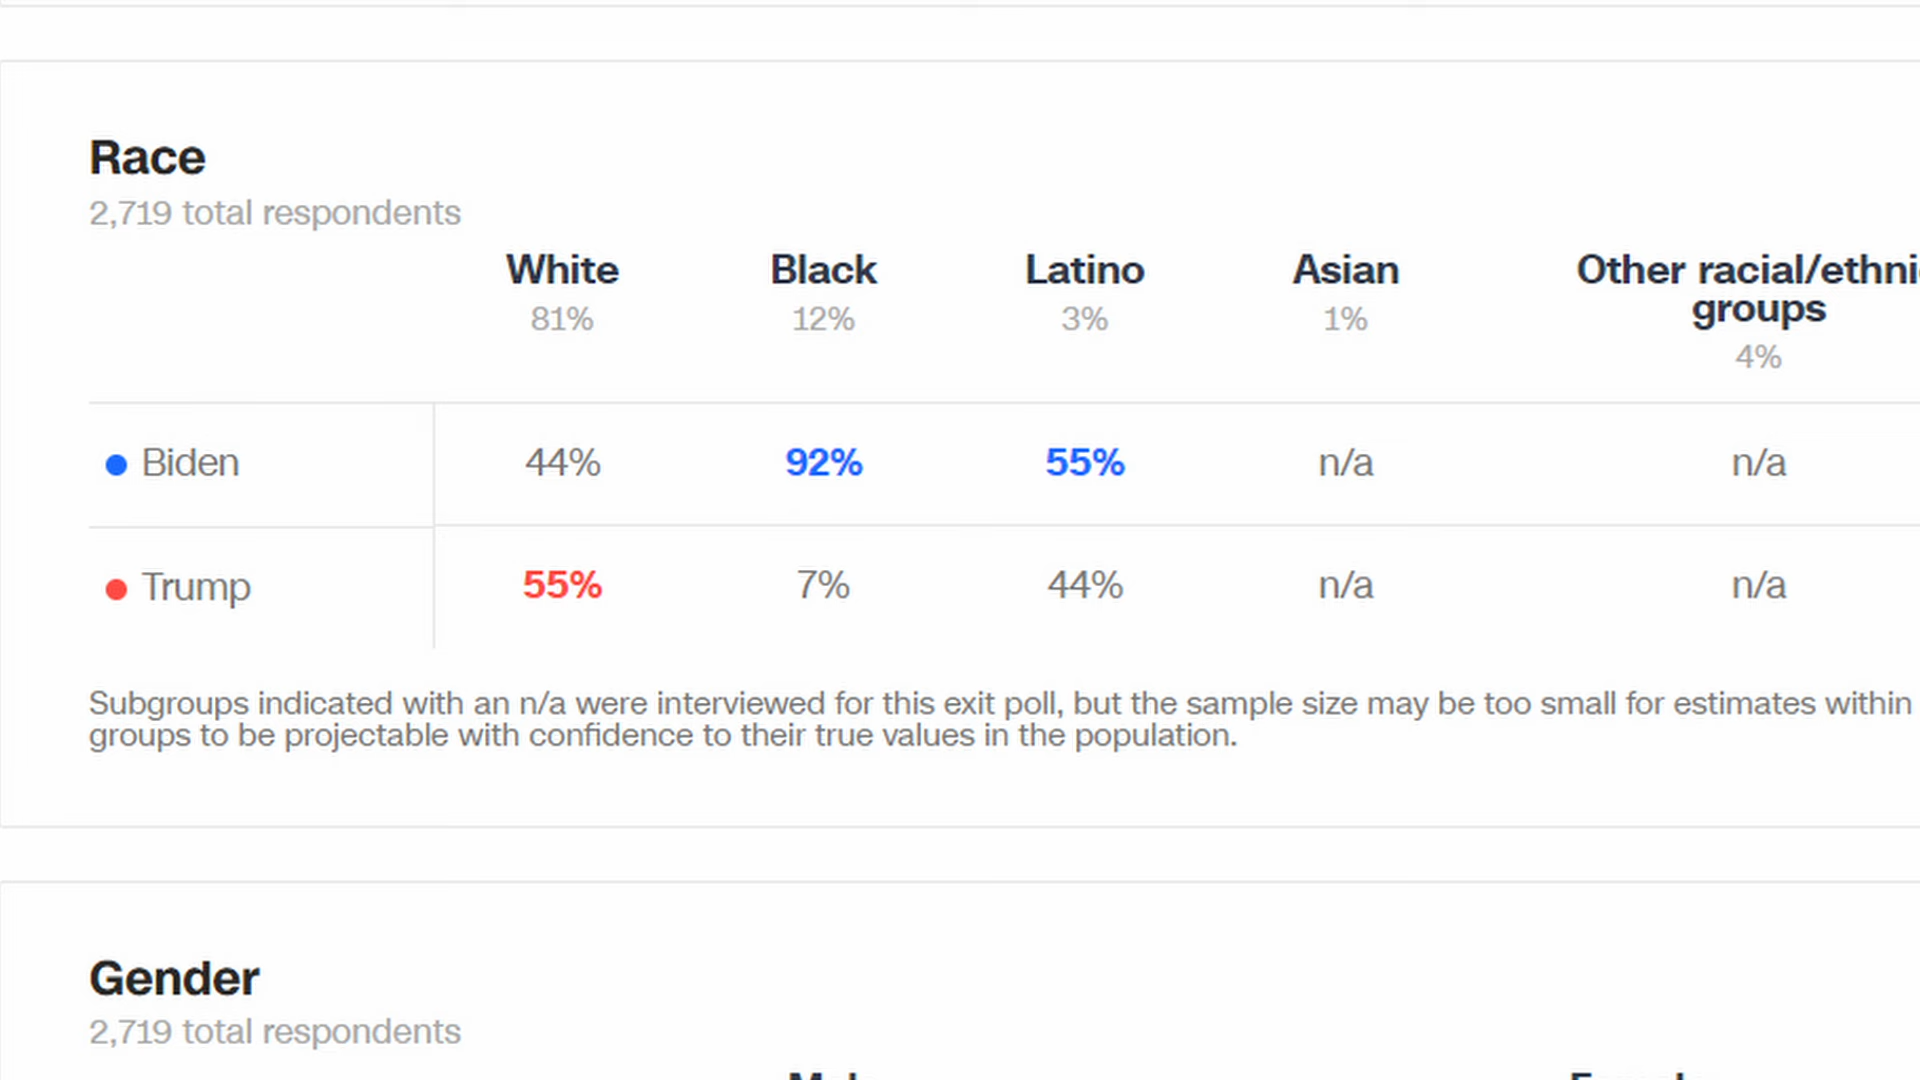 Race
2,719 total respondents
White Black Latino Asian Other racial/ethni
groups
81% 12% 3% 1% 4%
Biden 44% 92% 55% n/a n/a
Trump 55% 7% 44% n/a n/a
Subgroups indicated with an n/a were interviewed for this exit poll, but the sample size may be too small for estimates within
groups to be projectable with confidence to their true values in the population.
Gender
2,719 total respondents